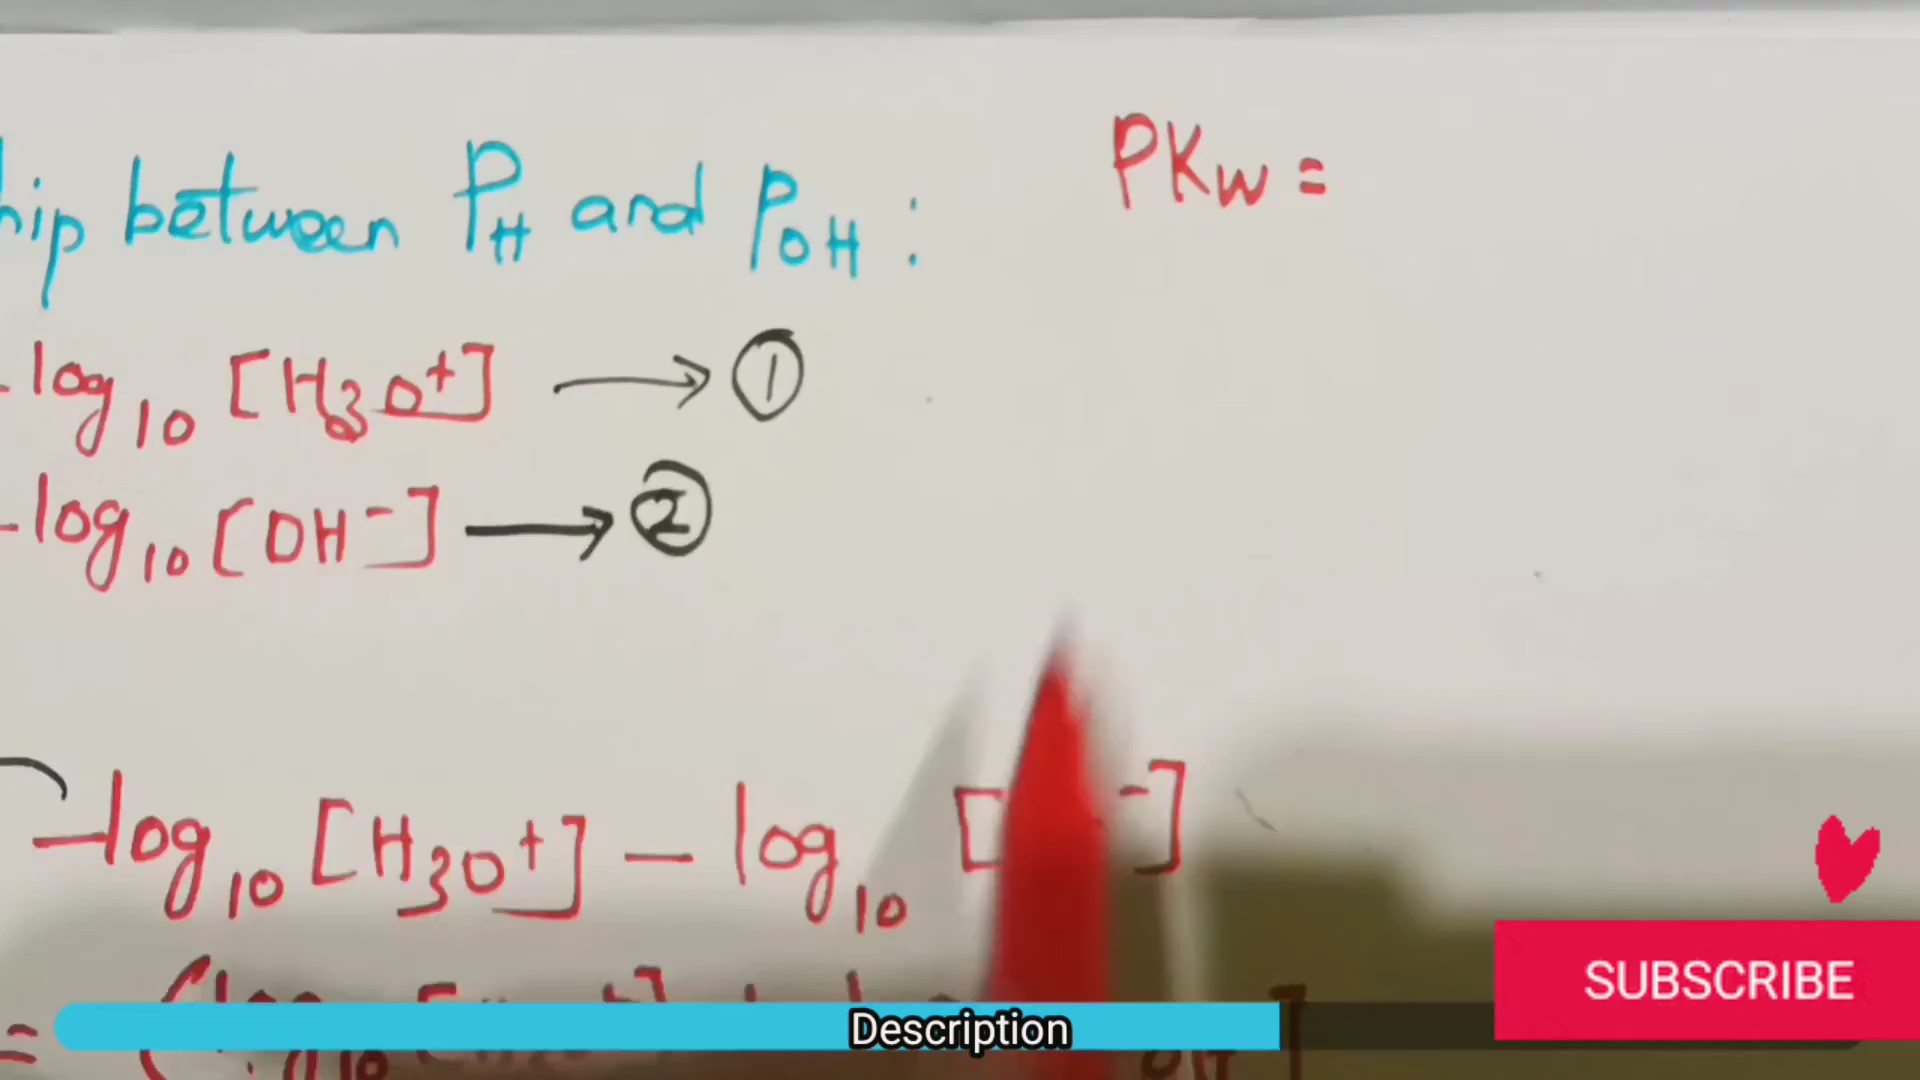 hip between PH and POH :
PKw =
-log10 [H3O+] → ①
-log10 [OH-] → ②
-log10 [H3O+] - log10 [ -]
=
Description
SUBSCRIBE